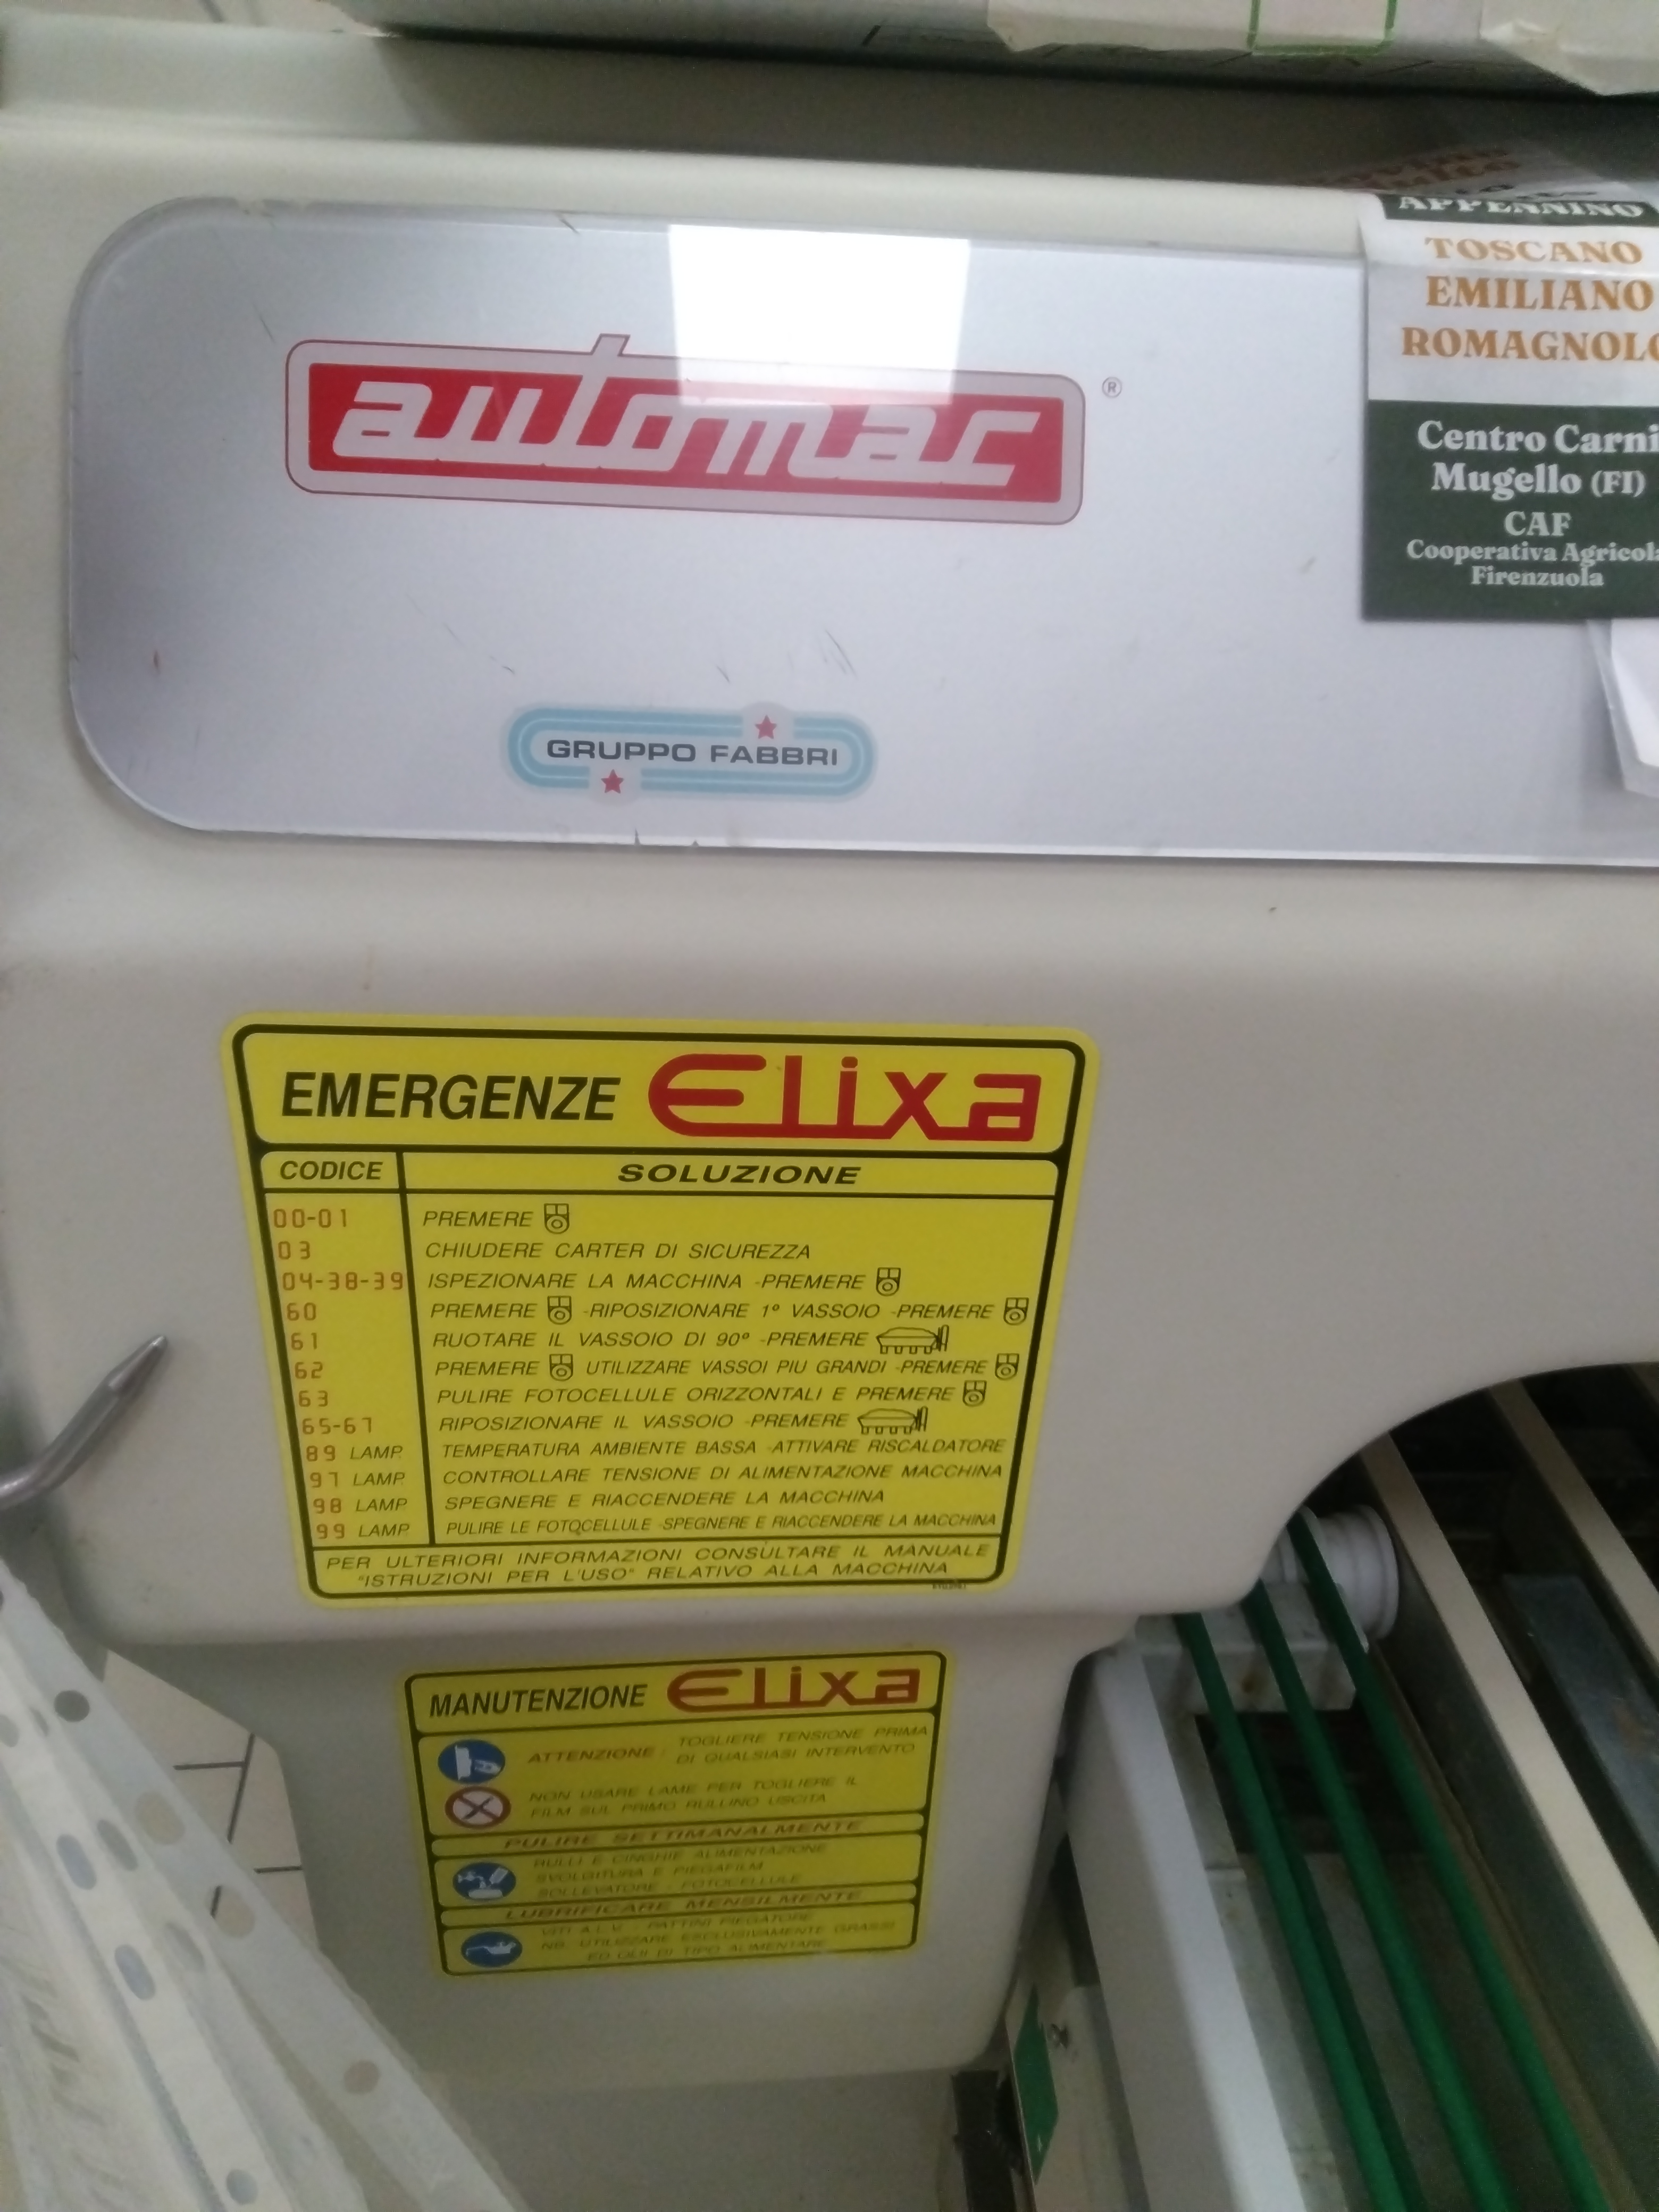 APPENNINO
TOSCANO
EMILIANO
ROMAGNOLO
Centro Carni
Mugello (FI)
CAF
Cooperativa Agricola
Firenzuola
automac ®
GRUPPO FABBRI
EMERGENZE Elixa
CODICE SOLUZIONE
00-01 PREMERE
03 CHIUDERE CARTER DI SICUREZZA
04-38-39 ISPEZIONARE LA MACCHINA -PREMERE
60 PREMERE -RIPOSIZIONARE 1º VASSOIO -PREMERE
61 RUOTARE IL VASSOIO DI 90º -PREMERE
62 PREMERE UTILIZZARE VASSOI PIU GRANDI -PREMERE
63 PULIRE FOTOCELLULE ORIZZONTALI E PREMERE
65-67 RIPOSIZIONARE IL VASSOIO -PREMERE
89 LAMP. TEMPERATURA AMBIENTE BASSA -ATTIVARE RISCALDATORE
97 LAMP. CONTROLLARE TENSIONE DI ALIMENTAZIONE MACCHINA
98 LAMP. SPEGNERE E RIACCENDERE LA MACCHINA
99 LAMP. PULIRE LE FOTOCELLULE -SPEGNERE E RIACCENDERE LA MACCHINA
PER ULTERIORI INFORMAZIONI CONSULTARE IL MANUALE
"ISTRUZIONI PER L'USO" RELATIVO ALLA MACCHINA
MANUTENZIONE Elixa
ATTENZIONE : TOGLIERE TENSIONE PRIMA
DI QUALSIASI INTERVENTO
NON USARE LAME PER TOGLIERE IL
FILM SUL PRIMO RULLINO USCITA
PULIRE SETTIMANALMENTE
RULLI E CINGHIE ALIMENTAZIONE
SVOLGITURA E PIEGAFILM
SOLLEVATORE - FOTOCELLULE
LUBRIFICARE MENSILMENTE
VITI A.L.V. - PATTINI PIEGATORE
NB. UTILIZZARE ESCLUSIVAMENTE GRASSI
ED OLII DI TIPO ALIMENTARE